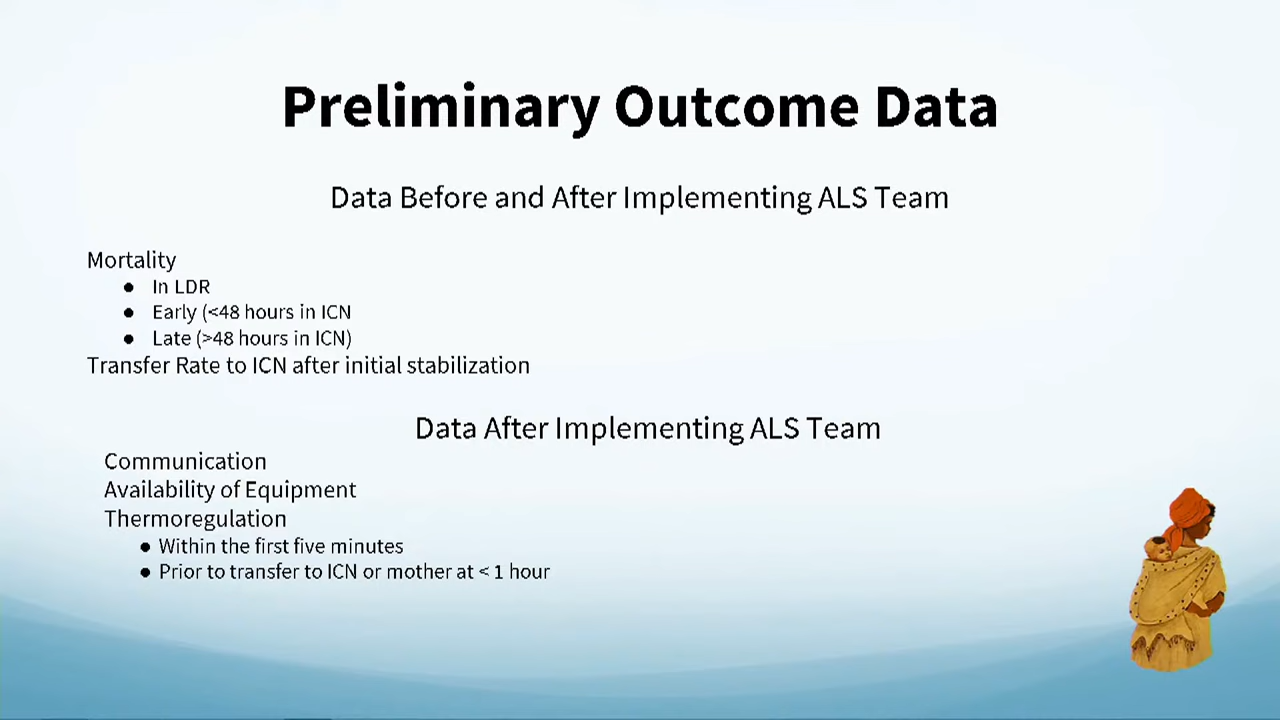 Preliminary Outcome Data
Data Before and After Implementing ALS Team
Mortality
● In LDR
● Early (<48 hours in ICN
● Late (>48 hours in ICN)
Transfer Rate to ICN after initial stabilization
Data After Implementing ALS Team
Communication
Availability of Equipment
Thermoregulation
● Within the first five minutes
● Prior to transfer to ICN or mother at < 1 hour